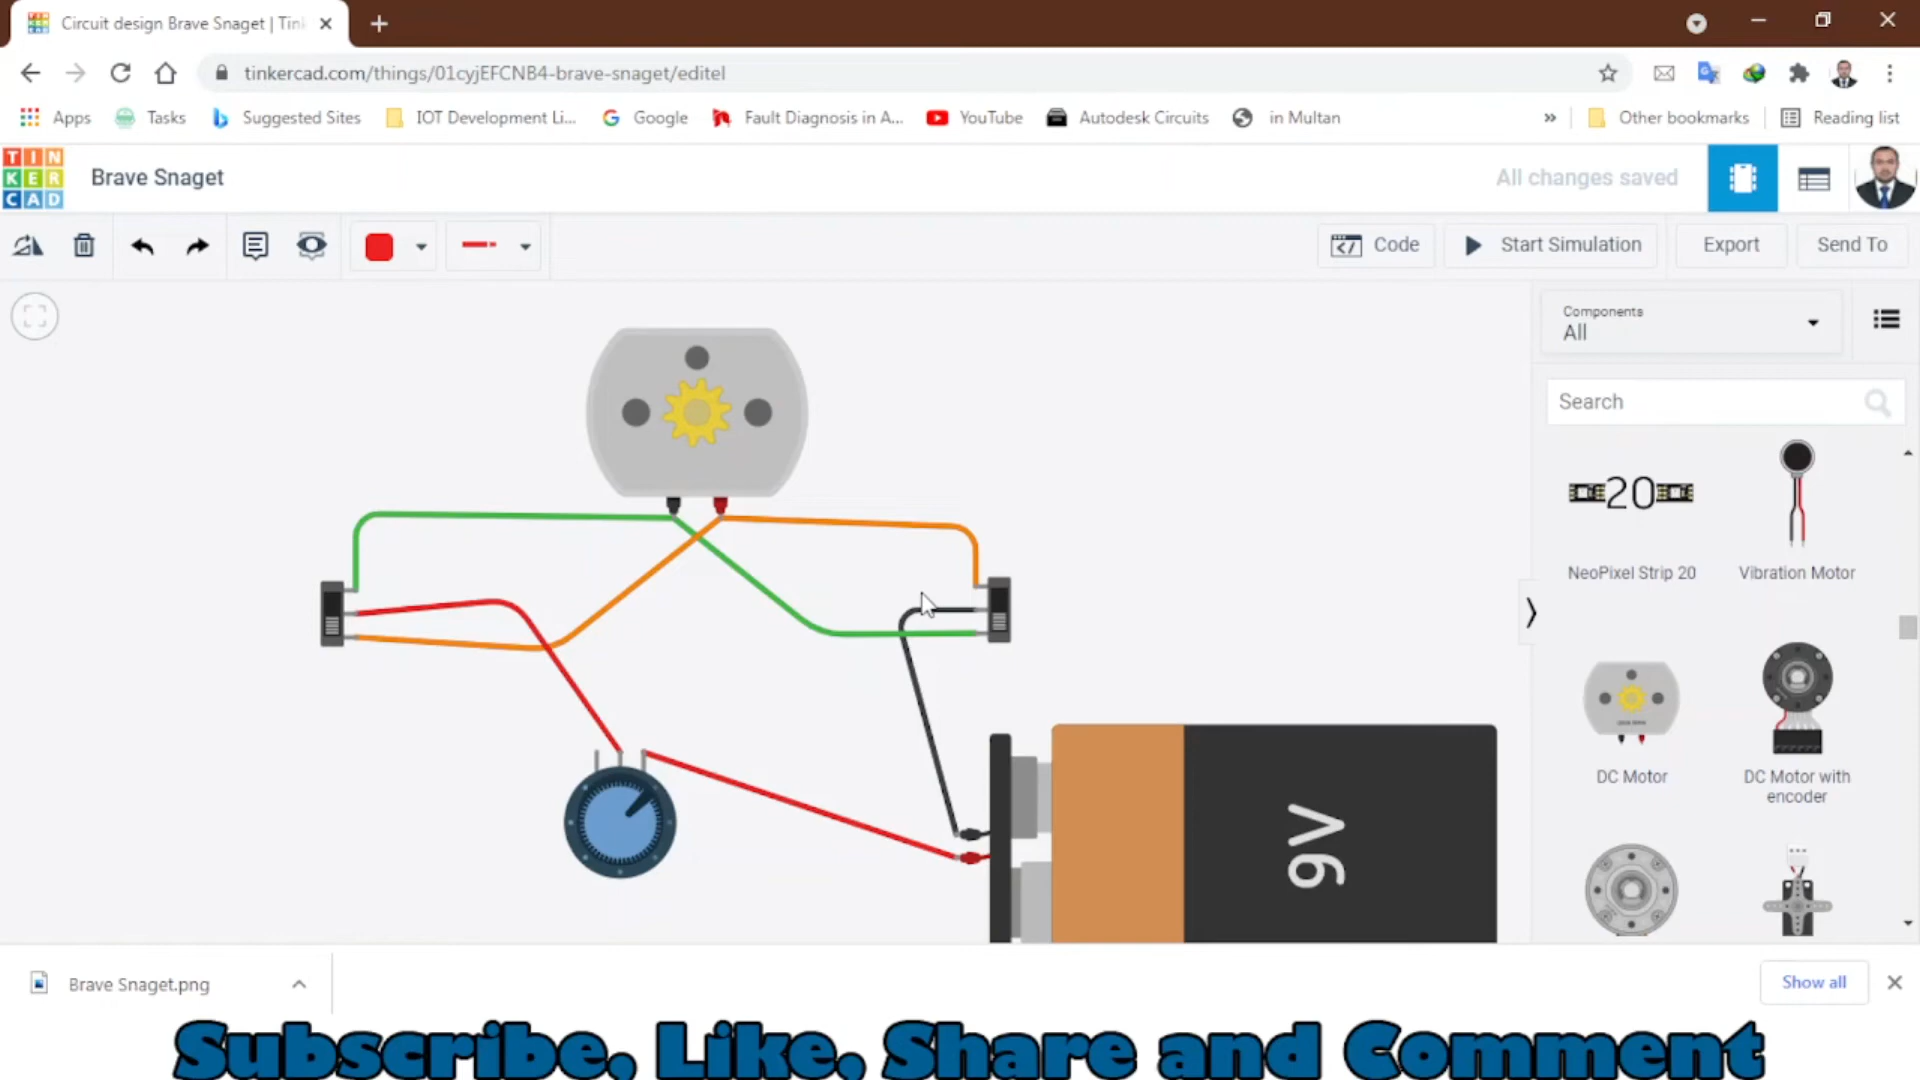 Circuit design Brave Snaget | Tin
tinkercad.com/things/01cyjEFCNB4-brave-snaget/editel
Apps Tasks Suggested Sites IOT Development Li... Google Fault Diagnosis in A... YouTube Autodesk Circuits in Multan » Other bookmarks Reading list
TIN
KER
CAD
Brave Snaget
All changes saved
Code Start Simulation Export Send To
Components
All
Search
20
NeoPixel Strip 20 Vibration Motor
DC Motor DC Motor with
encoder
9V
Brave Snaget.png
Show all
Subscribe, Like, Share and Comment